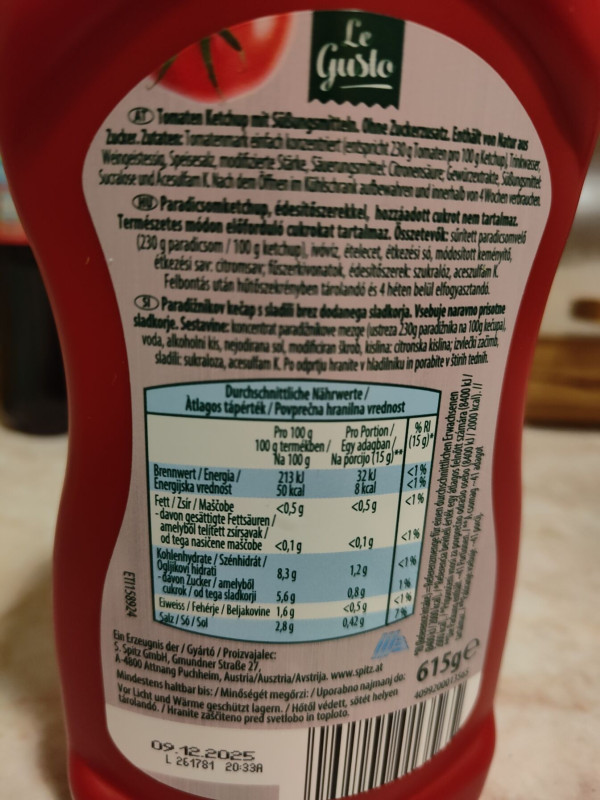 Le
Gusto
AT Tomaten Ketchup mit Süßungsmitteln. Ohne Zuckerzusatz. Enthält von Natur aus
Zucker. Zutaten: Tomatenmark einfach konzentriert (entspricht 230 g Tomaten pro 100 g Ketchup), Trinkwasser,
Weingeistessig, Speisesalz, modifizierte Stärke, Säuerungsmittel: Citronensäure; Gewürzextrakte, Süßungsmittel:
Sucralose und Acesulfam K. Nach dem Öffnen im Kühlschrank aufbewahren und innerhalb von 4 Wochen verbrauchen.
HU Paradicsomketchup, édesítőszerekkel, hozzáadott cukrot nem tartalmaz.
Természetes módon előforduló cukrokat tartalmaz. Összetevők: sűrített paradicsomvelő
(230 g paradicsom / 100 g ketchup), ivóvíz, ételecet, étkezési só, módosított keményítő,
étkezési sav: citromsav; fűszerkivonatok, édesítőszerek: szukralóz, aceszulfám K.
Felbontás után hűtőszekrényben tárolandó és 4 héten belül elfogyasztandó.
SI Paradižnikov kečap s sladili brez dodanega sladkorja. Vsebuje naravno prisotne
sladkorje. Sestavine: koncentrat paradižnikove mezge (ustreza 230g paradižnika na 100g kečupa),
voda, alkoholni kis, nejodirana sol, modificiran škrob, kislina: citronska kislina; izvlečki začimb,
sladili: sukraloza, acesulfam K. Po odprtju hranite v hladilniku in porabite v štirih tednih.
Durchschnittliche Nährwerte /
Átlagos tápérték / Povprečna hranilna vrednost
Pro 100 g
100 g termékben /
Na 100 g
Pro Portion /
Egy adagban /
Na porcijo (15 g)**
% RI
(15 g)*
Brennwert / Energia / 213 kJ 32 kJ <1%
Energijska vrednost 50 kcal 8 kcal <1%
Fett / Zsír / Maščobe <0,5 g <0,5 g <1%
- davon gesättigte Fettsäuren /
amelyből telített zsírsavak /
od tega nasičene maščobe <0,1 g <0,1 g <1%
Kohlenhydrate / Szénhidrát /
Ogljikovi hidrati 8,3 g 1,2 g <1%
- davon Zucker / amelyből
cukrok / od tega sladkorji 5,6 g 0,8 g 1%
Eiweiss / Fehérje / Beljakovine 1,6 g <0,5 g <1%
Salz / Só / Sol 2,8 g 0,42 g 7%
ETI158924
Ein Erzeugnis der / Gyártó / Proizvajalec:
S. Spitz GmbH, Gmundner Straße 27,
A-4800 Attnang Puchheim, Austria/Ausztria/Avstrija. www.spitz.at
Mindestens haltbar bis: / Minőségét megőrzi: / Uporabno najmanj do:
Vor Licht und Wärme geschützt lagern. / Hőtől védett, sötét helyen
tárolandó. / Hranite zaščiteno pred svetlobo in toploto.
615g e
09.12.2025
L 261781 20:33A